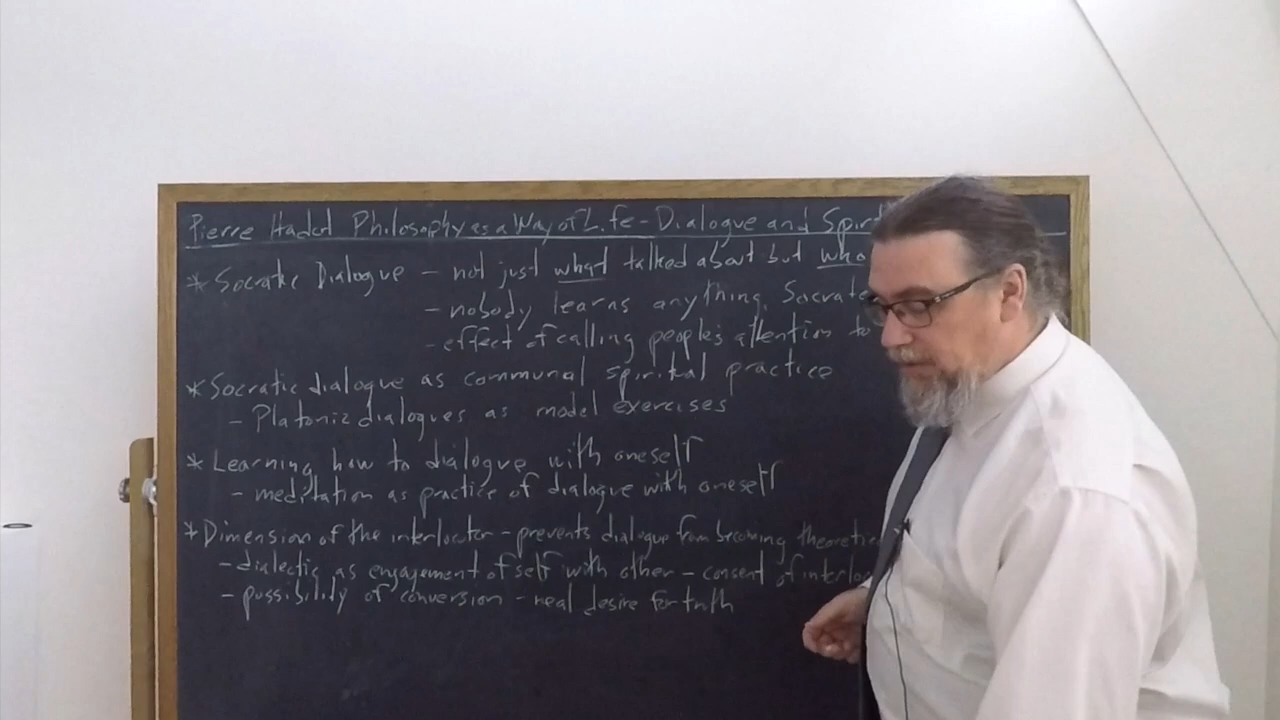 Pierre Hadot Philosophy as a Way of Life - Dialogue and Spir
* Socratic Dialogue - not just what talked about but who
- nobody learns anything. Socrat
- effect of calling people's attention to
* Socratic dialogue as communal spiritual practice
- Platonic dialogues as model exercises
* Learning how to dialogue with oneself
- meditation as practice of dialogue with oneself
* Dimension of the interlocutor - prevents dialogue from becoming theoretic
- dialectic as engagement of self with other - consent of interloc
- possibility of conversion - real desire for truth